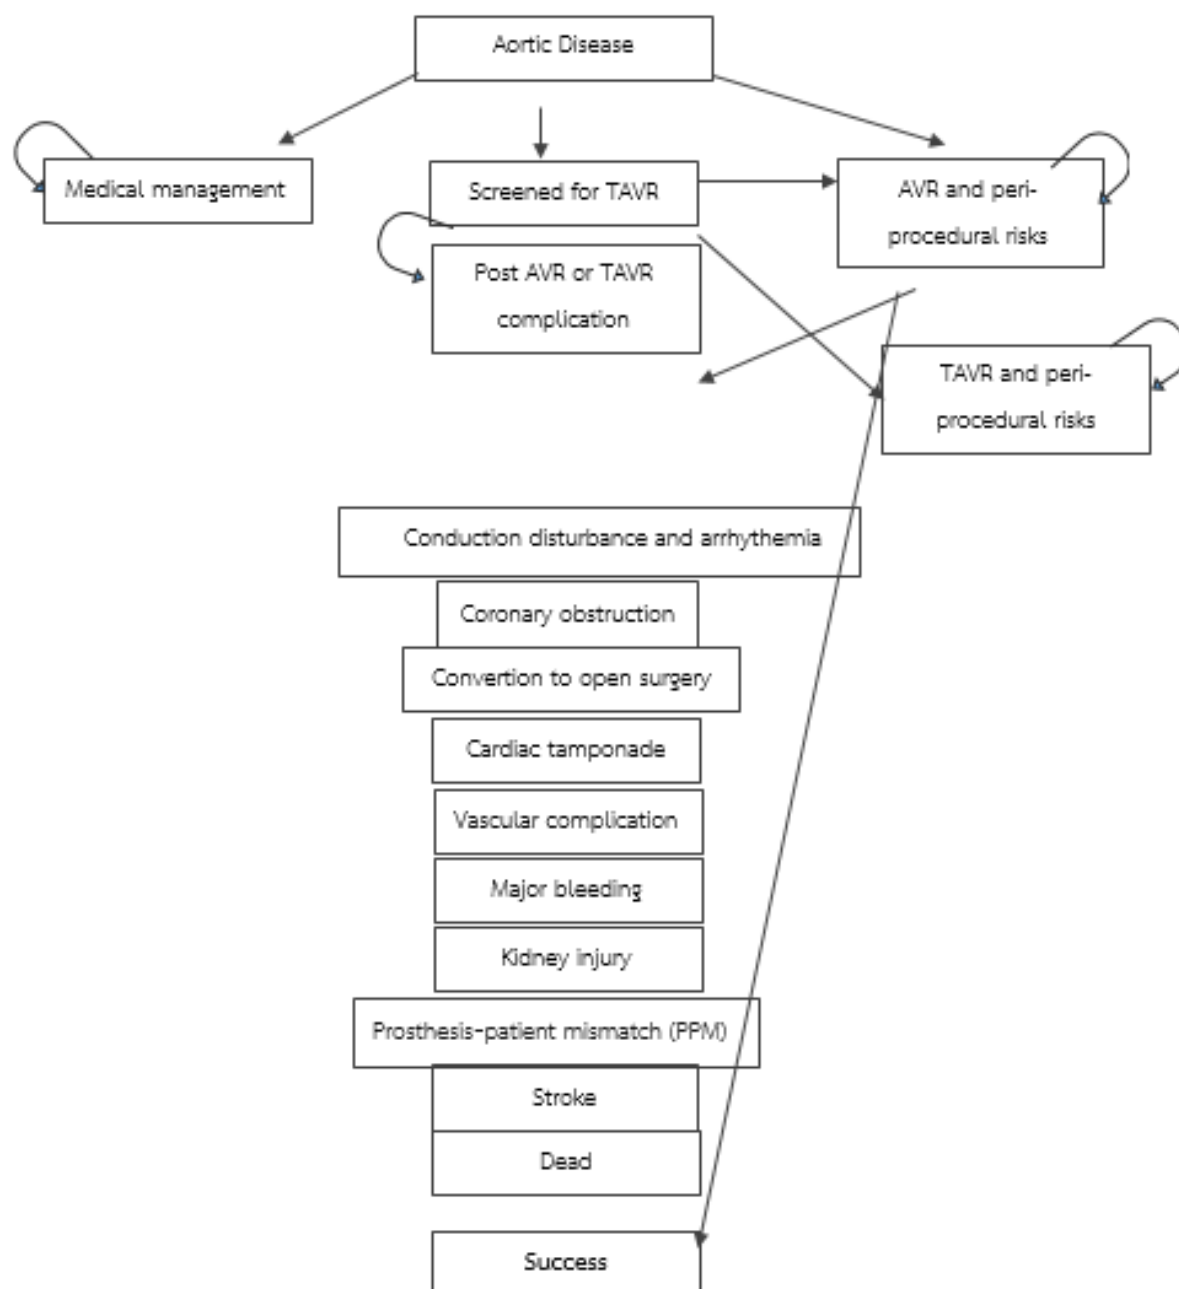 Aortic Disease
Medical management
Screened for TAVR
AVR and peri-
procedural risks
Post AVR or TAVR
complication
TAVR and peri-
procedural risks
Conduction disturbance and arrhythemia
Coronary obstruction
Convertion to open surgery
Cardiac tamponade
Vascular complication
Major bleeding
Kidney injury
Prosthesis-patient mismatch (PPM)
Stroke
Dead
Success